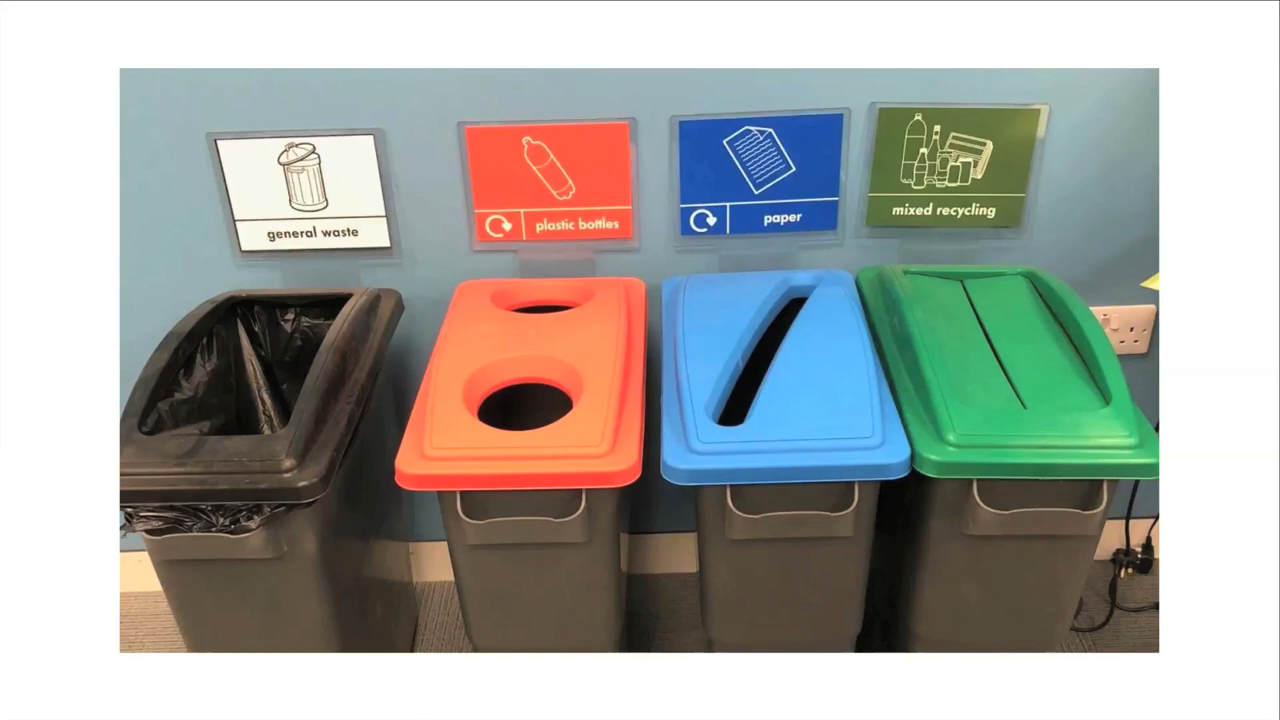 general waste
plastic bottles
paper
mixed recycling